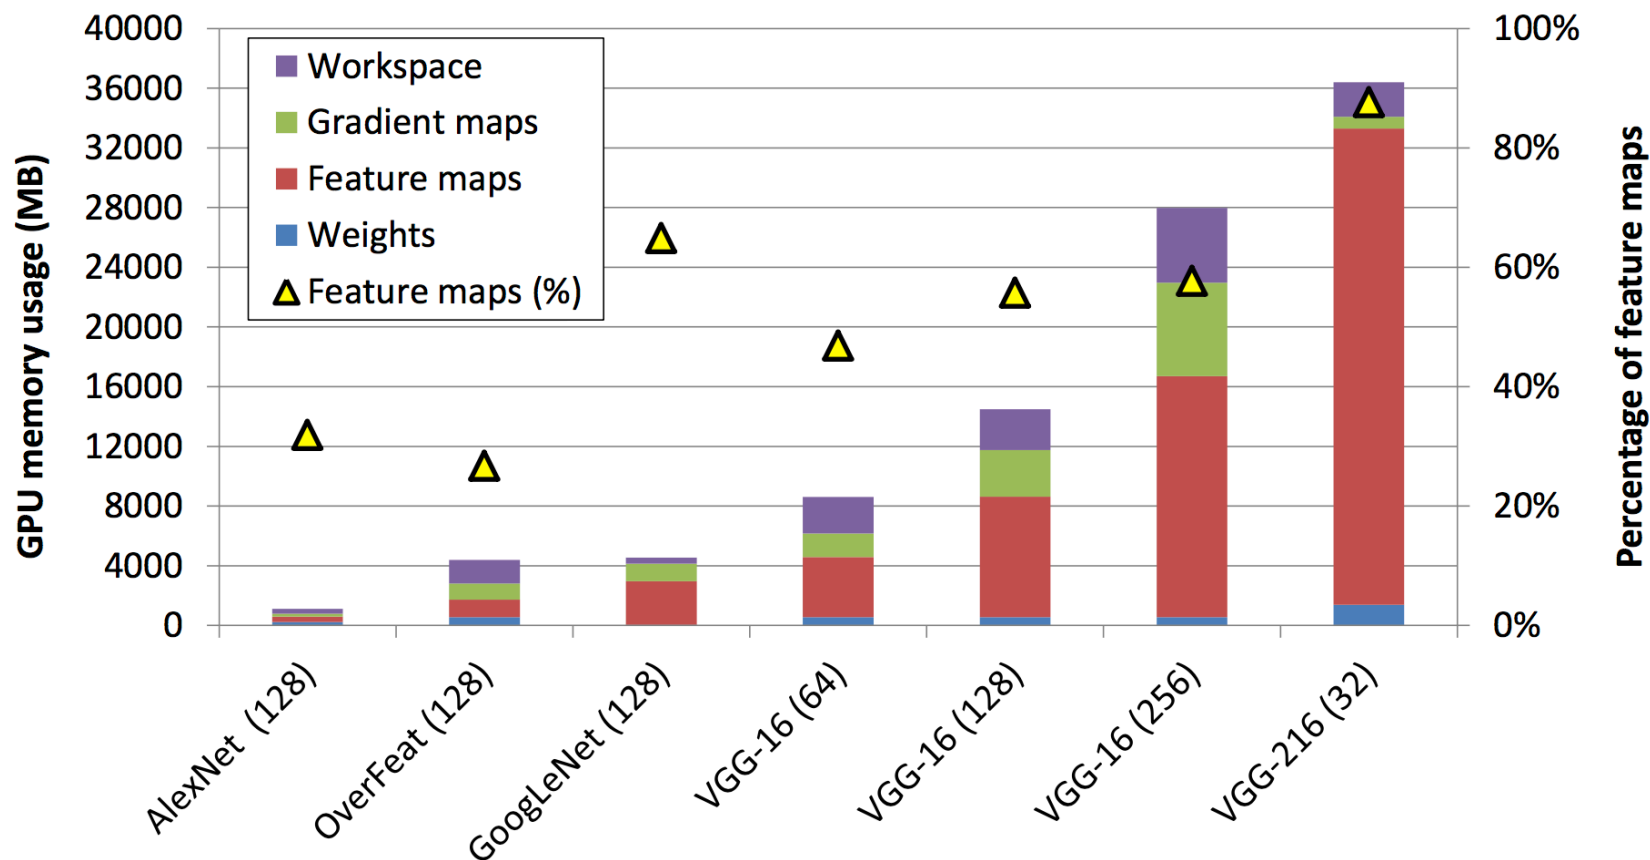 GPU memory usage (MB)
40000
36000
32000
28000
24000
20000
16000
12000
8000
4000
0
Workspace
Gradient maps
Feature maps
Weights
Feature maps (%)
100%
80%
60%
40%
20%
0%
Percentage of feature maps
AlexNet (128)
OverFeat (128)
GoogLeNet (128)
VGG-16 (64)
VGG-16 (128)
VGG-16 (256)
VGG-216 (32)